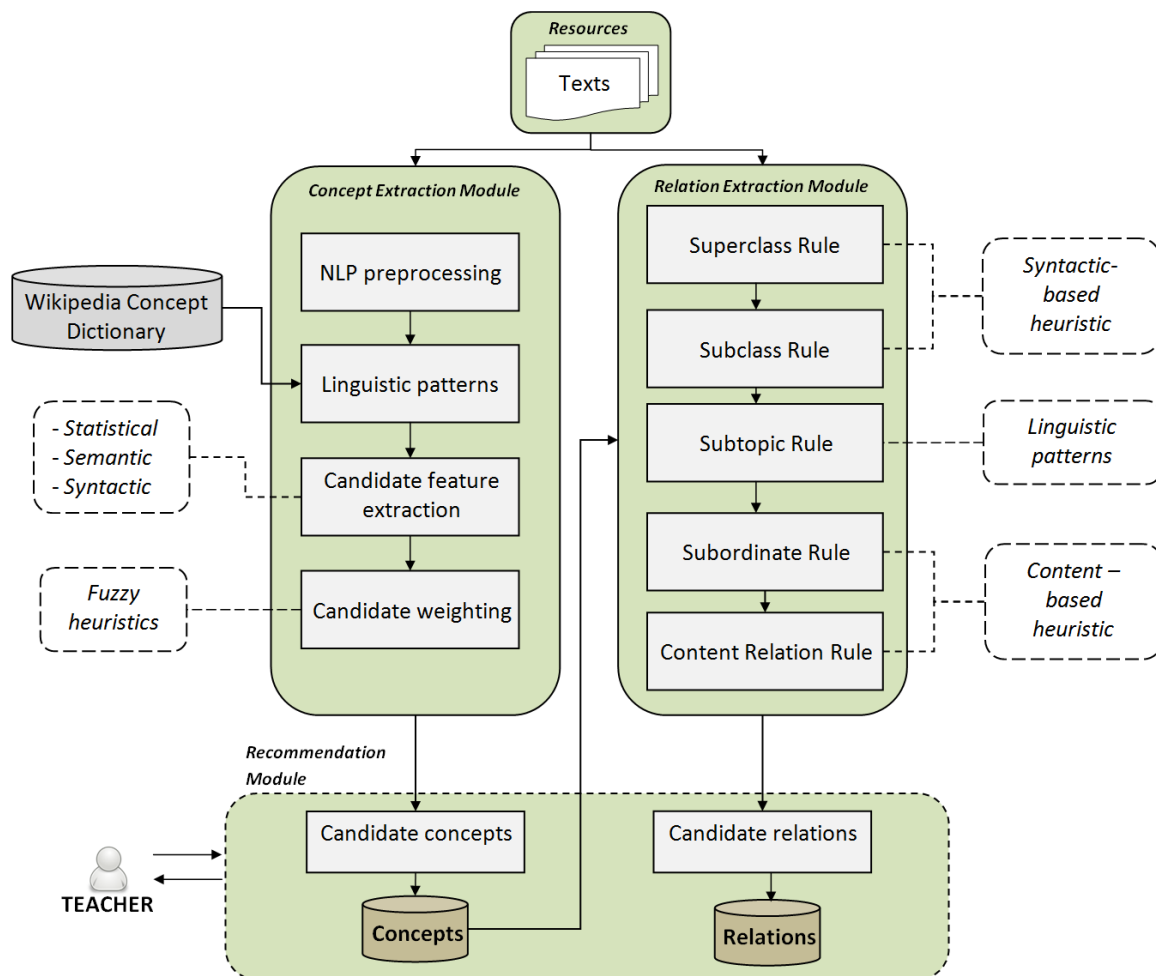 Resources
Texts
Concept Extraction Module
NLP preprocessing
Wikipedia Concept
Dictionary
Linguistic patterns
- Statistical
- Semantic
- Syntactic
Candidate feature
extraction
Fuzzy
heuristics
Candidate weighting
Relation Extraction Module
Superclass Rule
Syntactic-
based
heuristic
Subclass Rule
Subtopic Rule
Linguistic
patterns
Subordinate Rule
Content –
based
heuristic
Content Relation Rule
Recommendation
Module
Candidate concepts
Candidate relations
TEACHER
Concepts
Relations